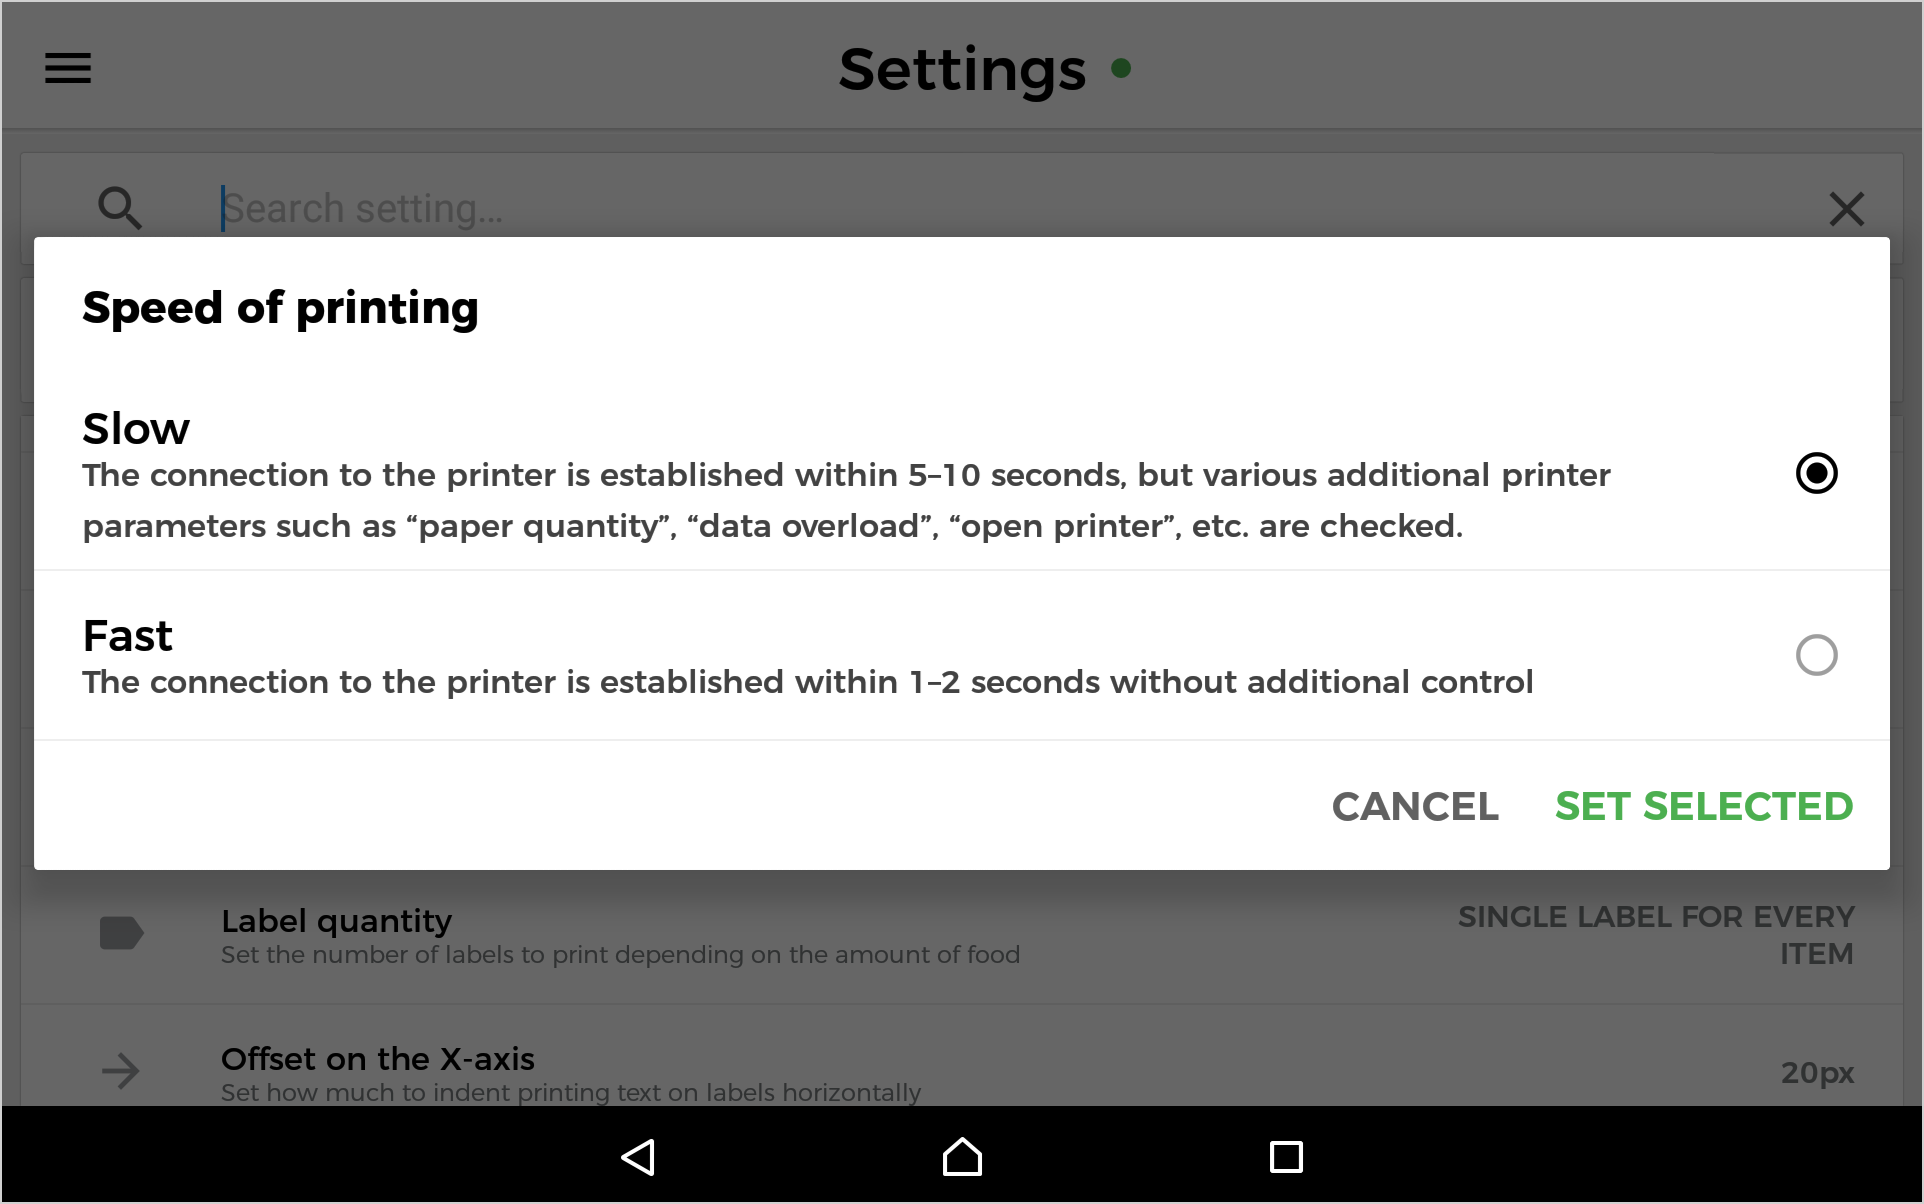 Settings
Search setting...
Speed of printing
Slow
The connection to the printer is established within 5–10 seconds, but various additional printer
parameters such as “paper quantity”, “data overload”, “open printer”, etc. are checked.
Fast
The connection to the printer is established within 1–2 seconds without additional control
CANCEL
SET SELECTED
Label quantity
Set the number of labels to print depending on the amount of food
SINGLE LABEL FOR EVERY
ITEM
Offset on the X-axis
Set how much to indent printing text on labels horizontally
20px